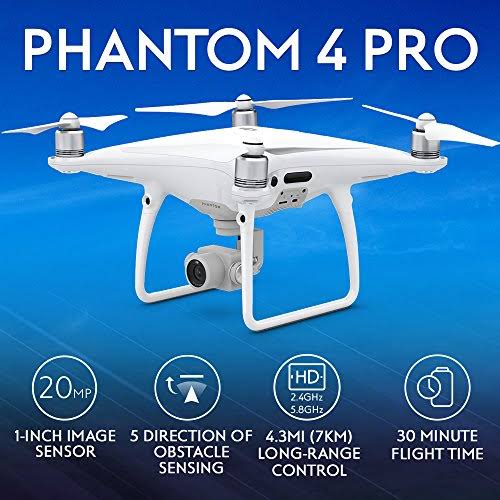 PHANTOM 4 PRO
PHANTOM
20MP
HD
2.4GHz
5.8GHz
1-INCH IMAGE
SENSOR
5 DIRECTION OF
OBSTACLE
SENSING
4.3MI (7KM)
LONG-RANGE
CONTROL
30 MINUTE
FLIGHT TIME